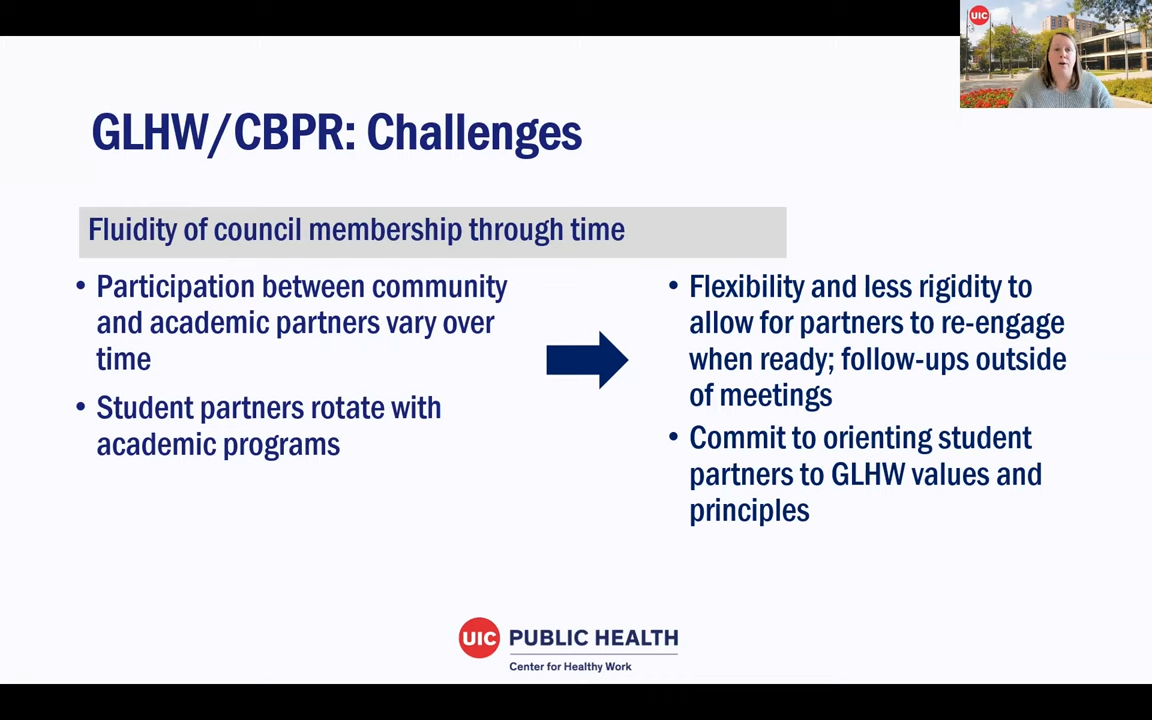 UIC
GLHW/CBPR: Challenges
Fluidity of council membership through time
• Participation between community
and academic partners vary over
time
• Student partners rotate with
academic programs
• Flexibility and less rigidity to
allow for partners to re-engage
when ready; follow-ups outside
of meetings
• Commit to orienting student
partners to GLHW values and
principles
UIC PUBLIC HEALTH
Center for Healthy Work